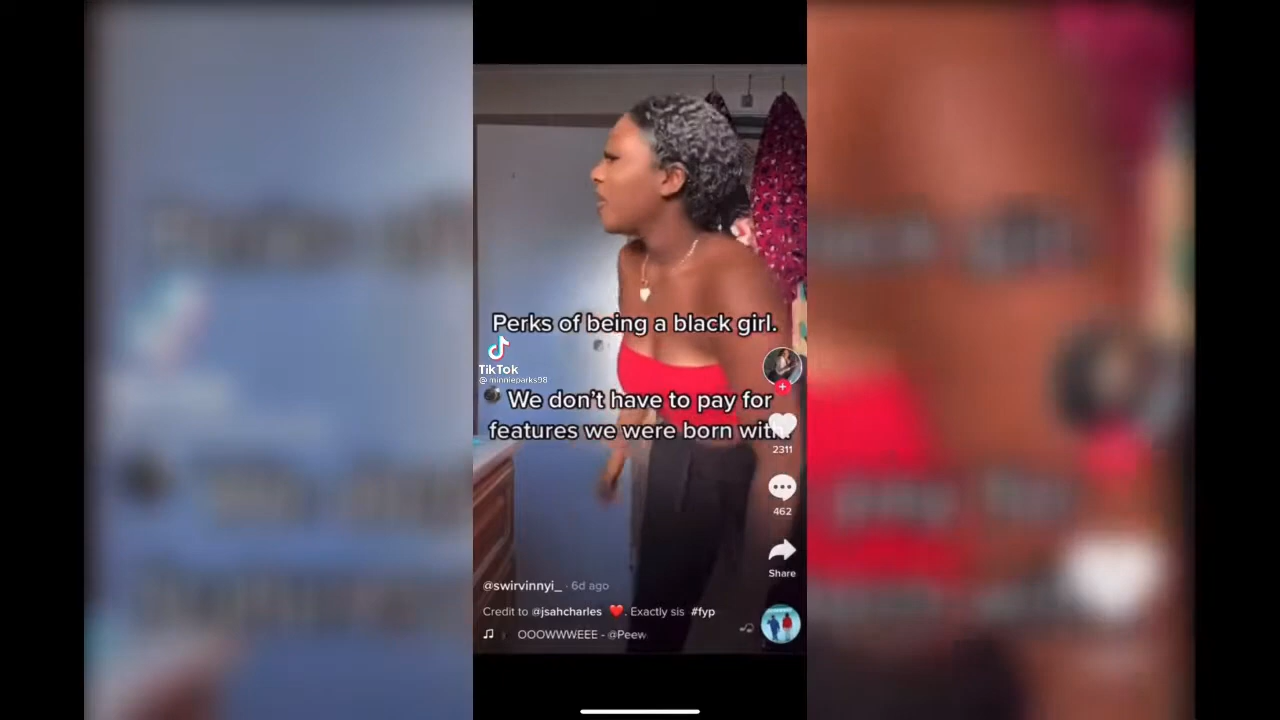 Perks of being a black girl.
TikTok
@minnieparks98
We don't have to pay for
features we were born with.
2311
462
Share
@swirvinnyi_ · 6d ago
Credit to @jsahcharles ❤️. Exactly sis #fyp
OOOWWWEEE - @Peew